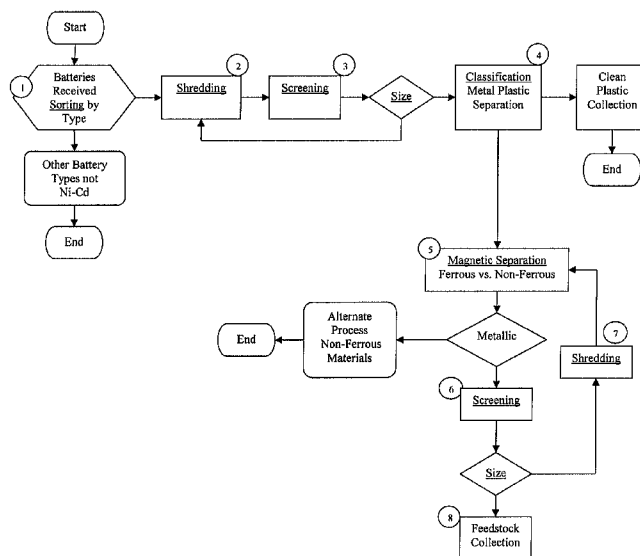 Start
1
Batteries
Received
Sorting by
Type
2
Shredding
3
Screening
Size
4
Classification
Metal Plastic
Separation
Clean
Plastic
Collection
End
Other Battery
Types not
Ni-Cd
End
5
Magnetic Separation
Ferrous vs. Non-Ferrous
Metallic
Alternate
Process
Non-Ferrous
Materials
End
7
Shredding
6
Screening
Size
8
Feedstock
Collection